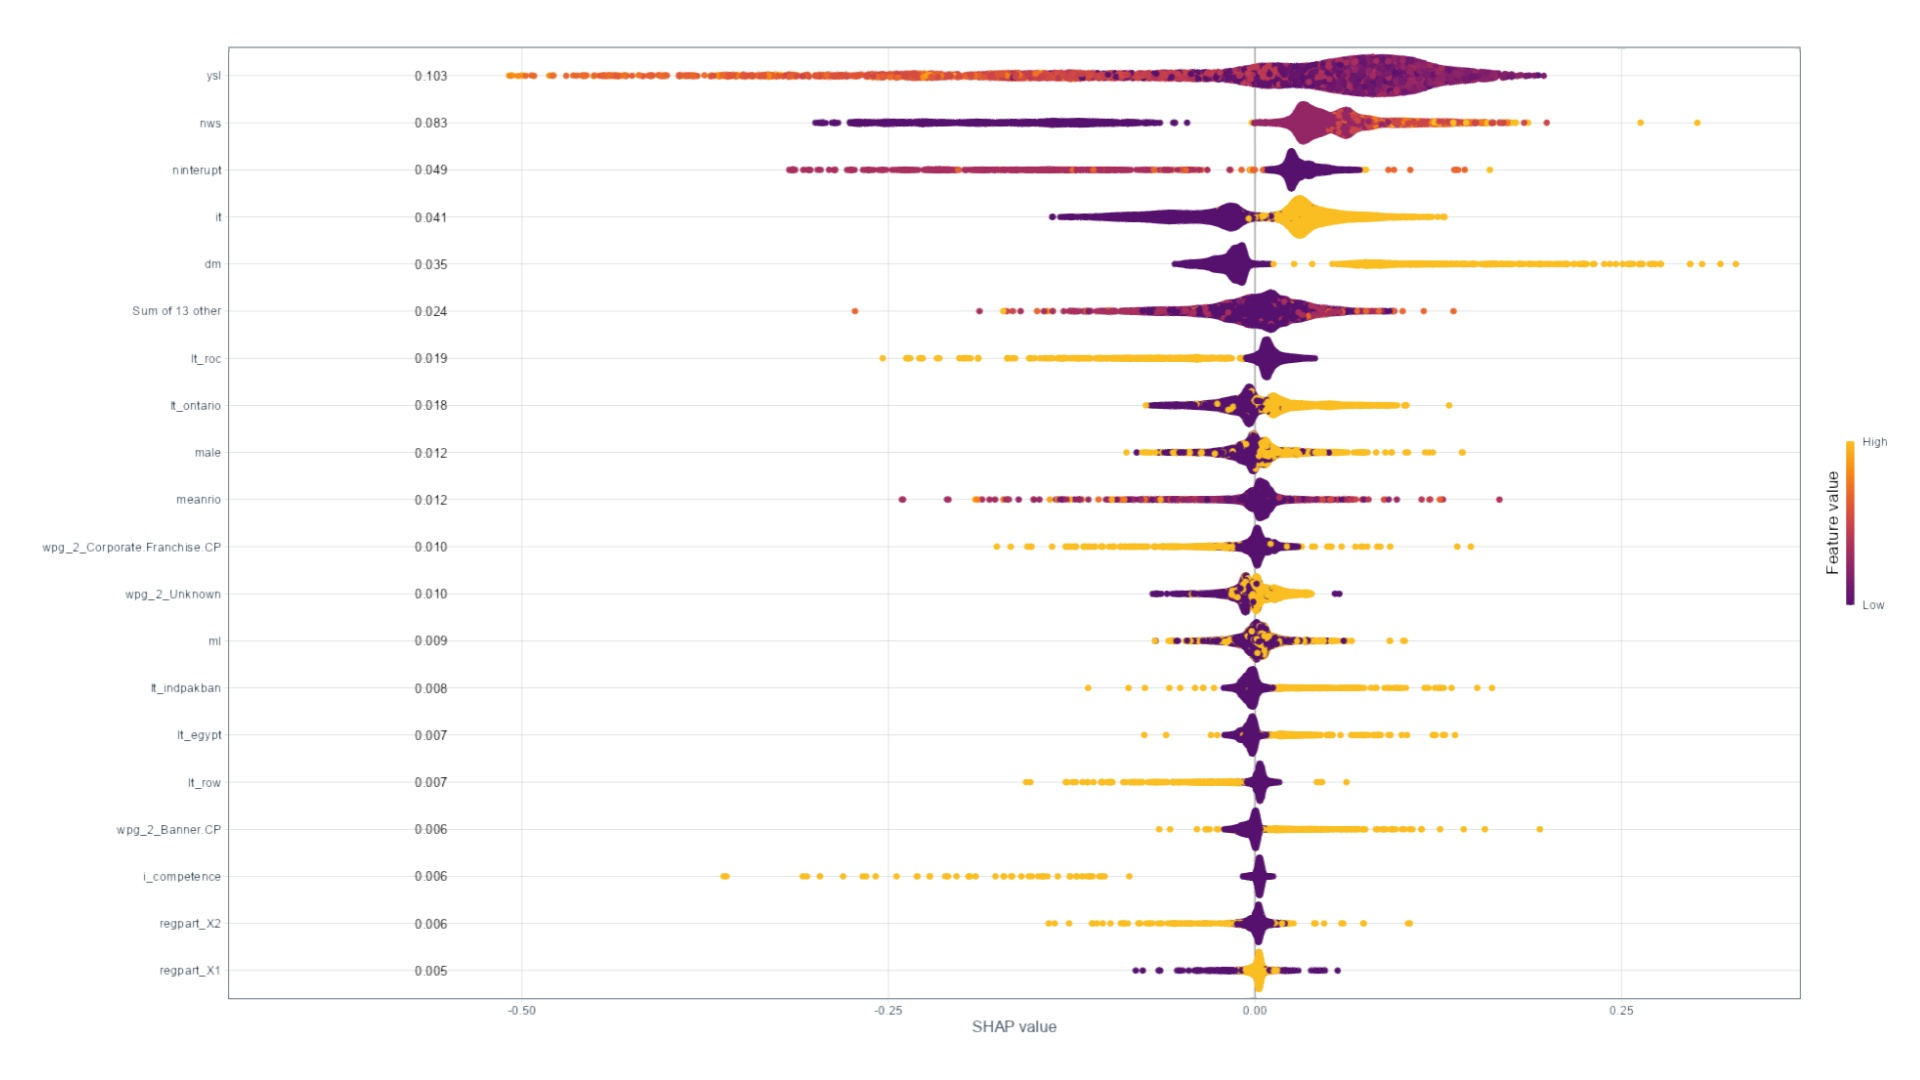 ysl 0.103
nws 0.083
ninterupt 0.049
it 0.041
dm 0.035
Sum of 13 other 0.024
lt_roc 0.019
lt_ontario 0.018
male 0.012
meanrio 0.012
wpg_2_Corporate.Franchise.CP 0.010
wpg_2_Unknown 0.010
ml 0.009
lt_indpakban 0.008
lt_egypt 0.007
lt_row 0.007
wpg_2_Banner.CP 0.006
i_competence 0.006
regpart_X2 0.006
regpart_X1 0.005
-0.50 -0.25 0.00 0.25
SHAP value
High
Feature value
Low